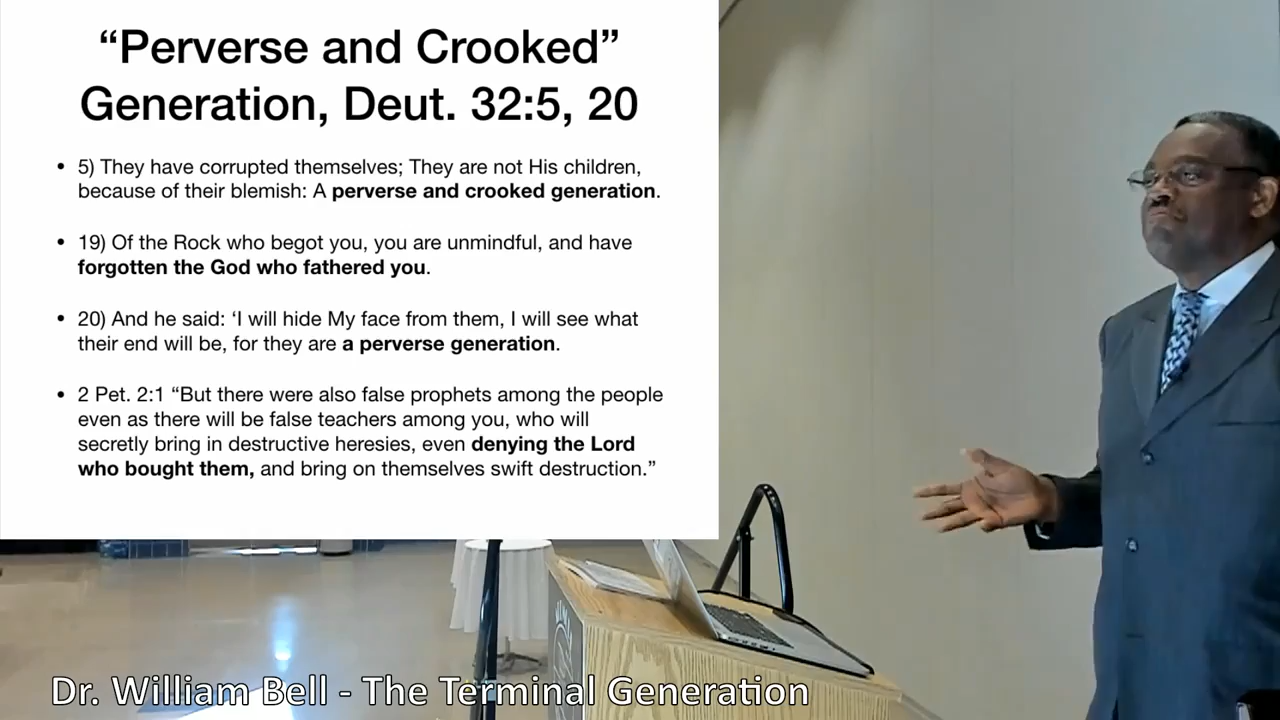 “Perverse and Crooked”
Generation, Deut. 32:5, 20
• 5) They have corrupted themselves; They are not His children,
because of their blemish: A perverse and crooked generation.
• 19) Of the Rock who begot you, you are unmindful, and have
forgotten the God who fathered you.
• 20) And he said: ‘I will hide My face from them, I will see what
their end will be, for they are a perverse generation.
• 2 Pet. 2:1 “But there were also false prophets among the people
even as there will be false teachers among you, who will
secretly bring in destructive heresies, even denying the Lord
who bought them, and bring on themselves swift destruction.”
Dr. William Bell - The Terminal Generation